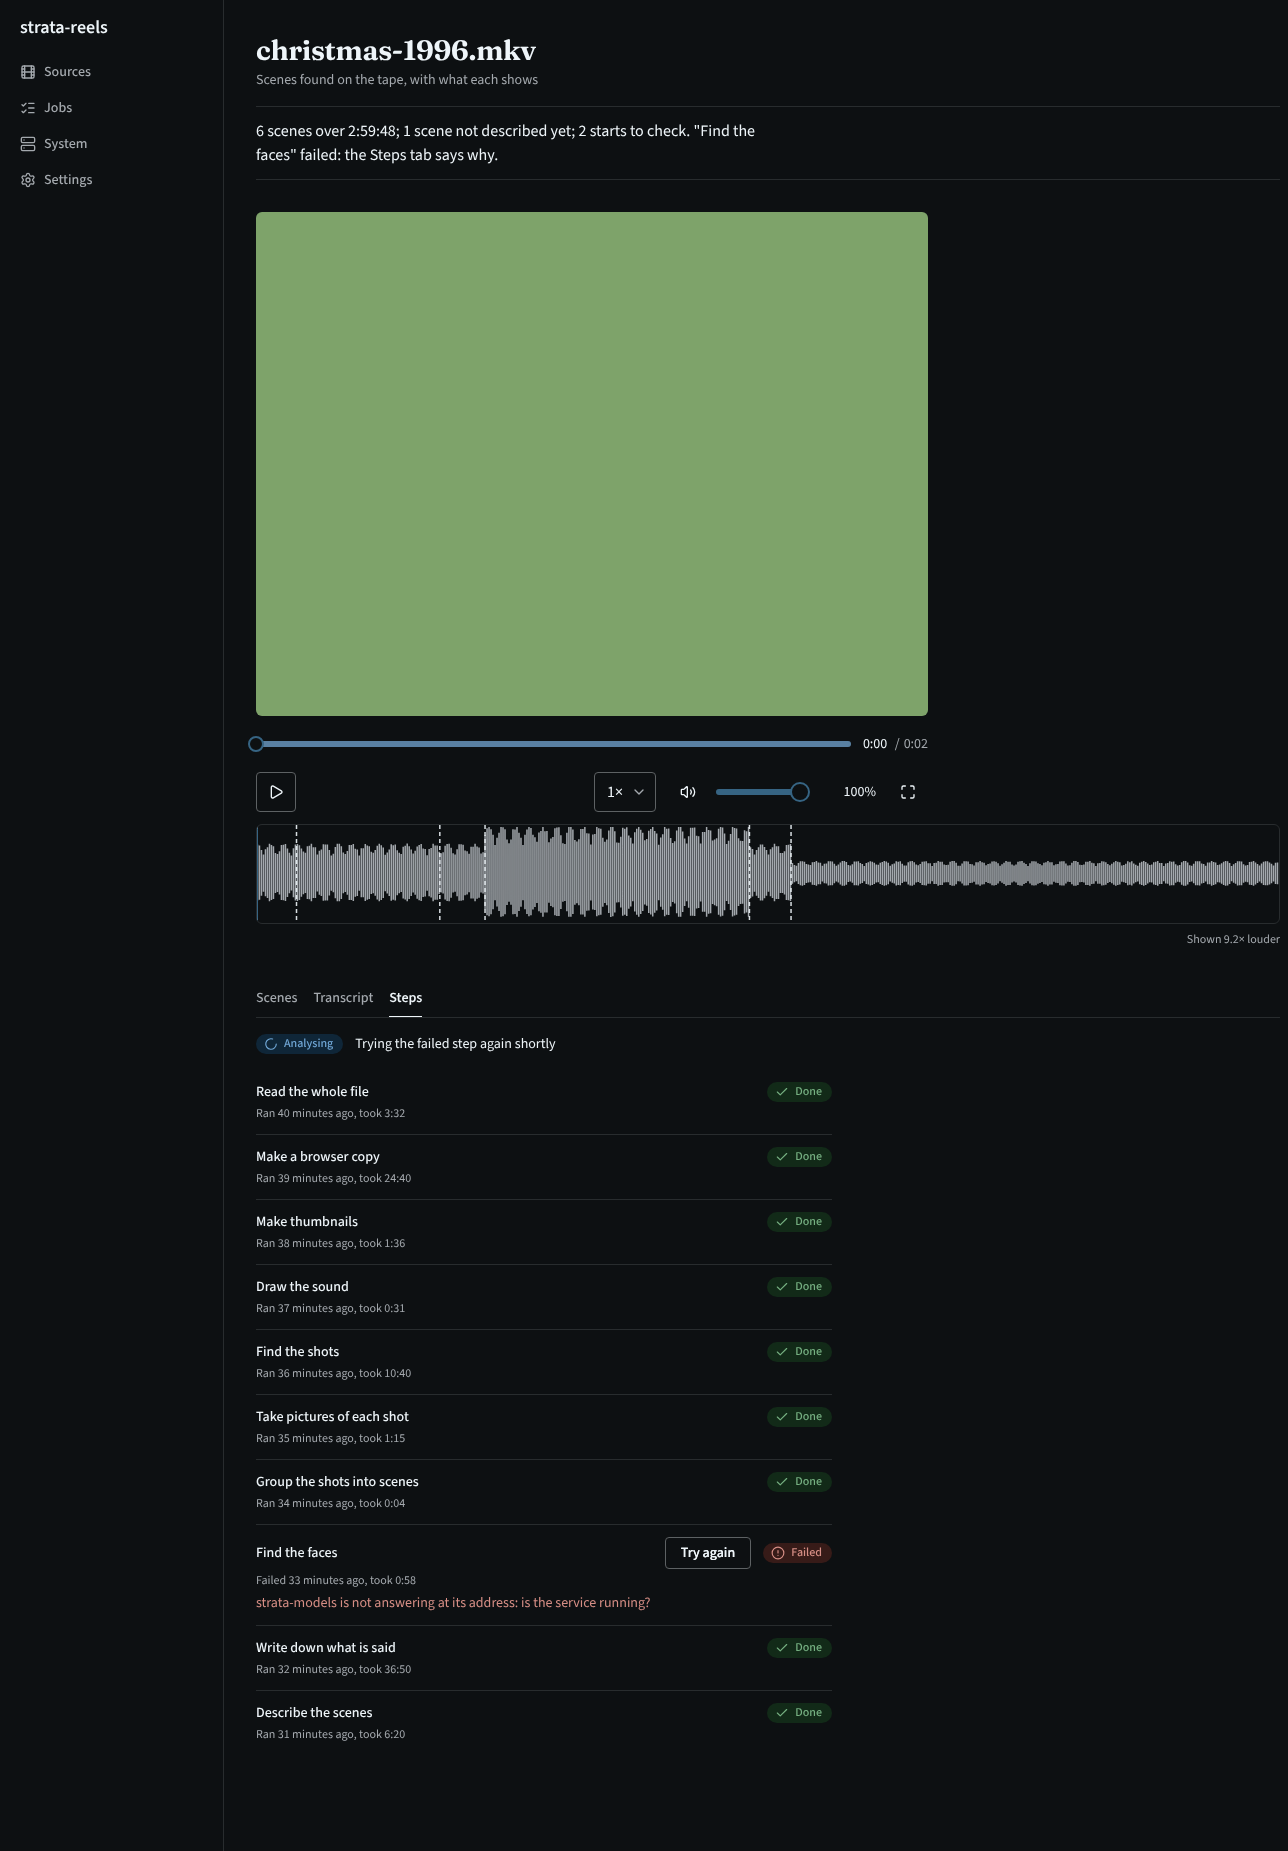 strata-reels
Sources
Jobs
System
Settings
christmas-1996.mkv
Scenes found on the tape, with what each shows
6 scenes over 2:59:48; 1 scene not described yet; 2 starts to check. "Find the
faces" failed: the Steps tab says why.
0:00 / 0:02
1× 100%
Shown 9.2× louder
Scenes Transcript Steps
Analysing Trying the failed step again shortly
Read the whole file Done
Ran 40 minutes ago, took 3:32
Make a browser copy Done
Ran 39 minutes ago, took 24:40
Make thumbnails Done
Ran 38 minutes ago, took 1:36
Draw the sound Done
Ran 37 minutes ago, took 0:31
Find the shots Done
Ran 36 minutes ago, took 10:40
Take pictures of each shot Done
Ran 35 minutes ago, took 1:15
Group the shots into scenes Done
Ran 34 minutes ago, took 0:04
Find the faces Try again Failed
Failed 33 minutes ago, took 0:58
strata-models is not answering at its address: is the service running?
Write down what is said Done
Ran 32 minutes ago, took 36:50
Describe the scenes Done
Ran 31 minutes ago, took 6:20